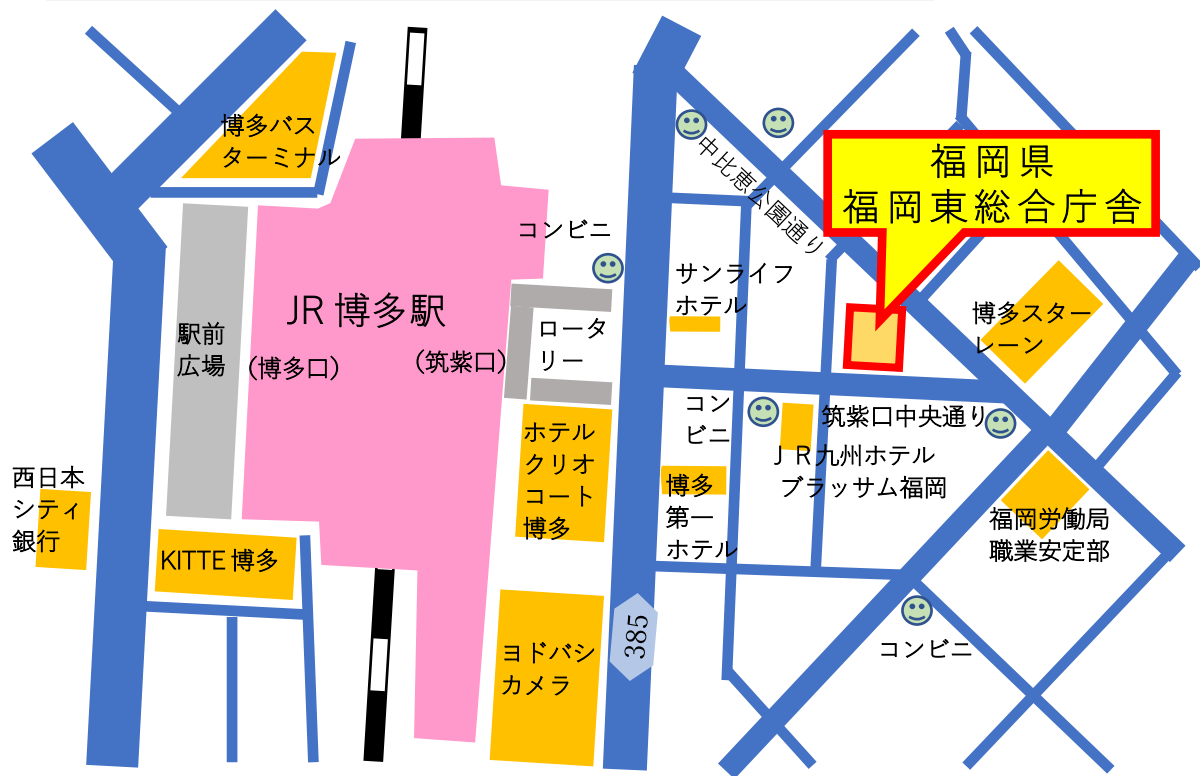 博多バス
ターミナル
中比恵公園通り
福岡県
福岡東総合庁舎
コンビニ
サンライフ
ホテル
JR 博多駅
(博多口)
(筑紫口)
駅前
広場
ロータ
リー
博多スター
レーン
コン
ビニ
筑紫口中央通り
JR九州ホテル
ブラッサム福岡
ホテル
クリオ
コート
博多
博多
第一
ホテル
西日本
シティ
銀行
KITTE 博多
福岡労働局
職業安定部
385
ヨドバシ
カメラ
コンビニ